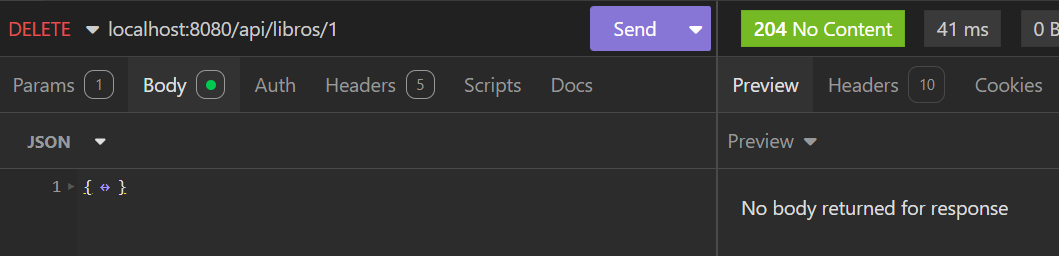 DELETE localhost:8080/api/libros/1 Send 204 No Content 41 ms 0 B
Params 1 Body Auth Headers 5 Scripts Docs Preview Headers 10 Cookies
JSON Preview
1 { ↔ }
No body returned for response